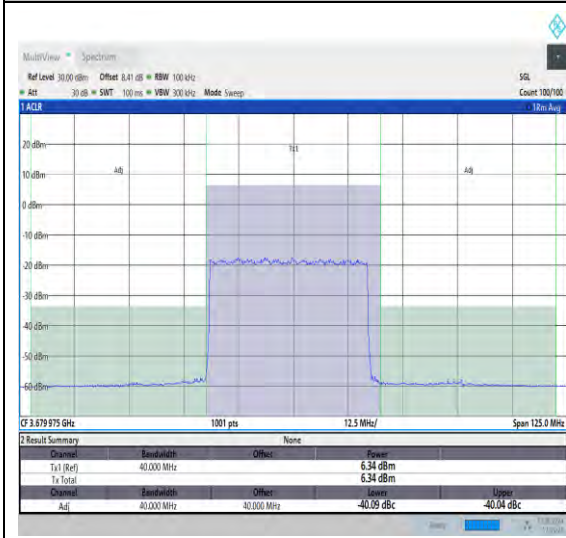 MultiView Spectrum
Ref Level 30.00 dBm Offset 8.41 dB RBW 100 kHz SGL
Att 30 dB SWT 100 ms VBW 300 kHz Mode Sweep Count 100/100
1 ACLR 1Rm Avg
20 dBm
Tx1
10 dBm Adj Adj
0 dBm
-10 dBm
-20 dBm
-30 dBm
-40 dBm
-50 dBm
-60 dBm
CF 3.679975 GHz 1001 pts 12.5 MHz/ Span 125.0 MHz
2 Result Summary None
Channel Bandwidth Offset Power
Tx1 (Ref) 40.000 MHz 6.34 dBm
Tx Total 6.34 dBm
Channel Bandwidth Offset Lower Upper
Adj 40.000 MHz 40.000 MHz -40.09 dBc -40.04 dBc